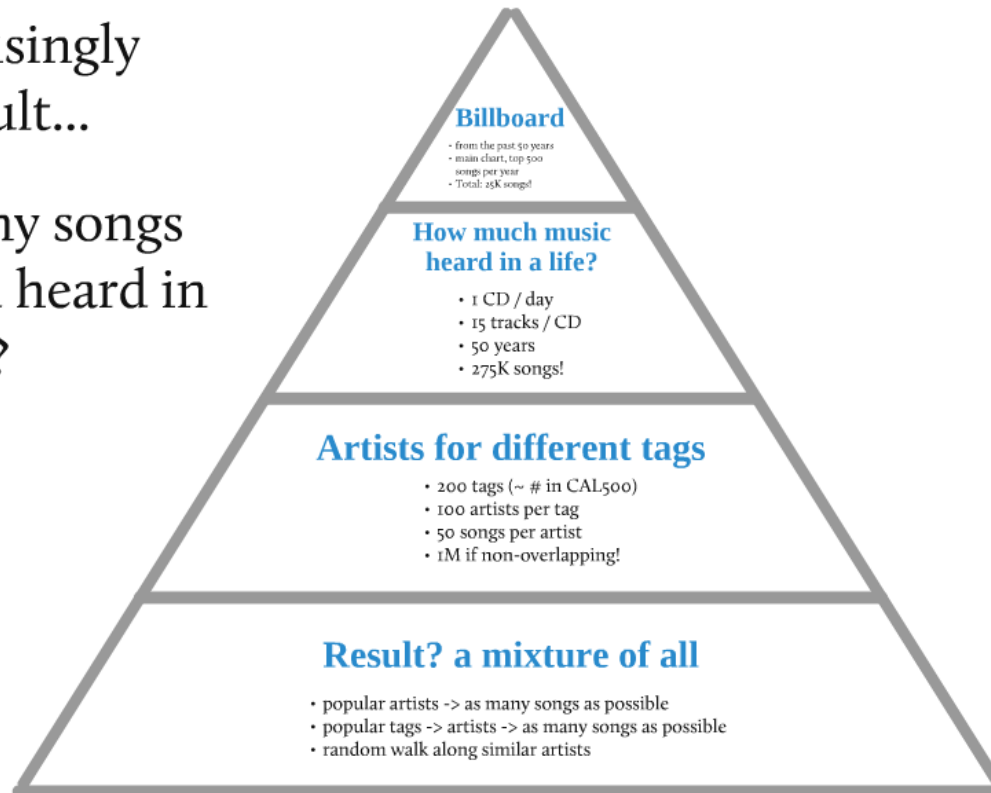 singly
ult...
ny songs
heard in
?
Billboard
• from the past 50 years
• main chart, top 500
songs per year
• Total: 25K songs!
How much music
heard in a life?
• 1 CD / day
• 15 tracks / CD
• 50 years
• 275K songs!
Artists for different tags
• 200 tags (~ # in CAL500)
• 100 artists per tag
• 50 songs per artist
• 1M if non-overlapping!
Result? a mixture of all
• popular artists -> as many songs as possible
• popular tags -> artists -> as many songs as possible
• random walk along similar artists